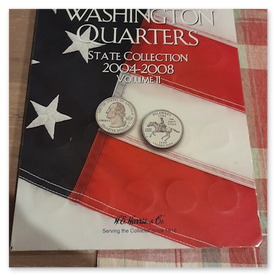 WASHINGTON
QUARTERS
STATE COLLECTION
2004-2008
VOLUME II
H.E. Harris & Co.
Serving the Collector Since 1916